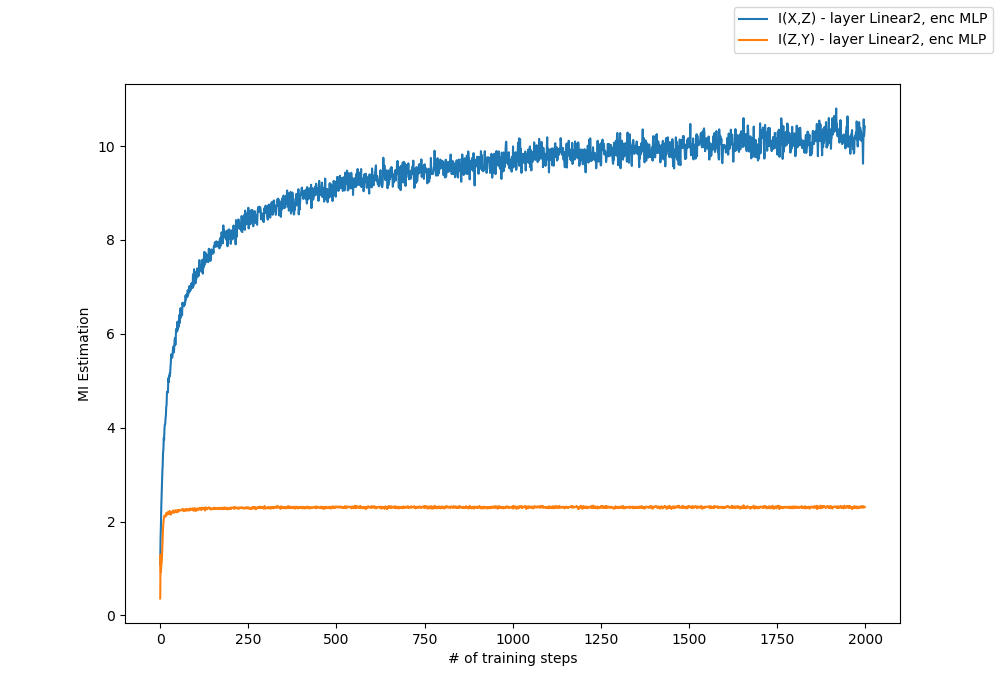 I(X,Z) - layer Linear2, enc MLP
I(Z,Y) - layer Linear2, enc MLP
10
8
6
4
2
0
MI Estimation
0 250 500 750 1000 1250 1500 1750 2000
# of training steps